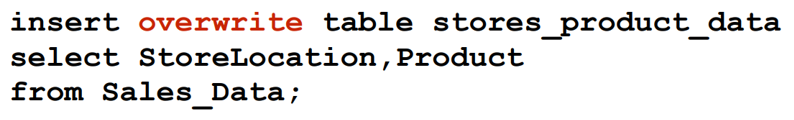 insert overwrite table stores_product_data
select StoreLocation,Product
from Sales_Data;